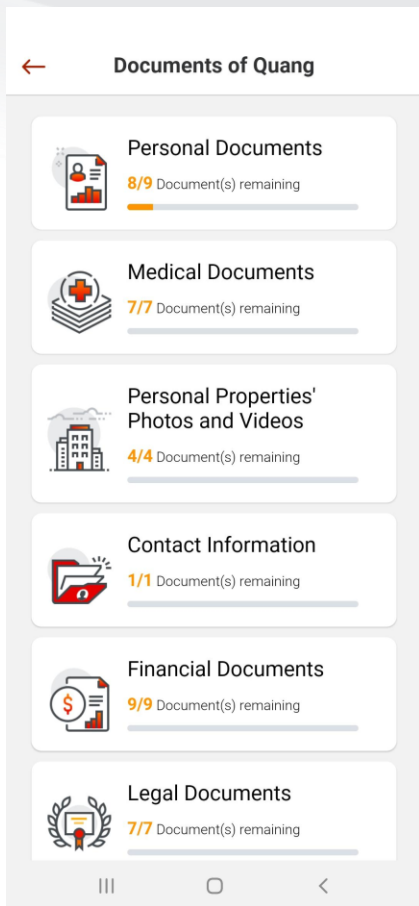 Documents of Quang
Personal Documents
8/9 Document(s) remaining
Medical Documents
7/7 Document(s) remaining
Personal Properties'
Photos and Videos
4/4 Document(s) remaining
Contact Information
1/1 Document(s) remaining
Financial Documents
9/9 Document(s) remaining
Legal Documents
7/7 Document(s) remaining